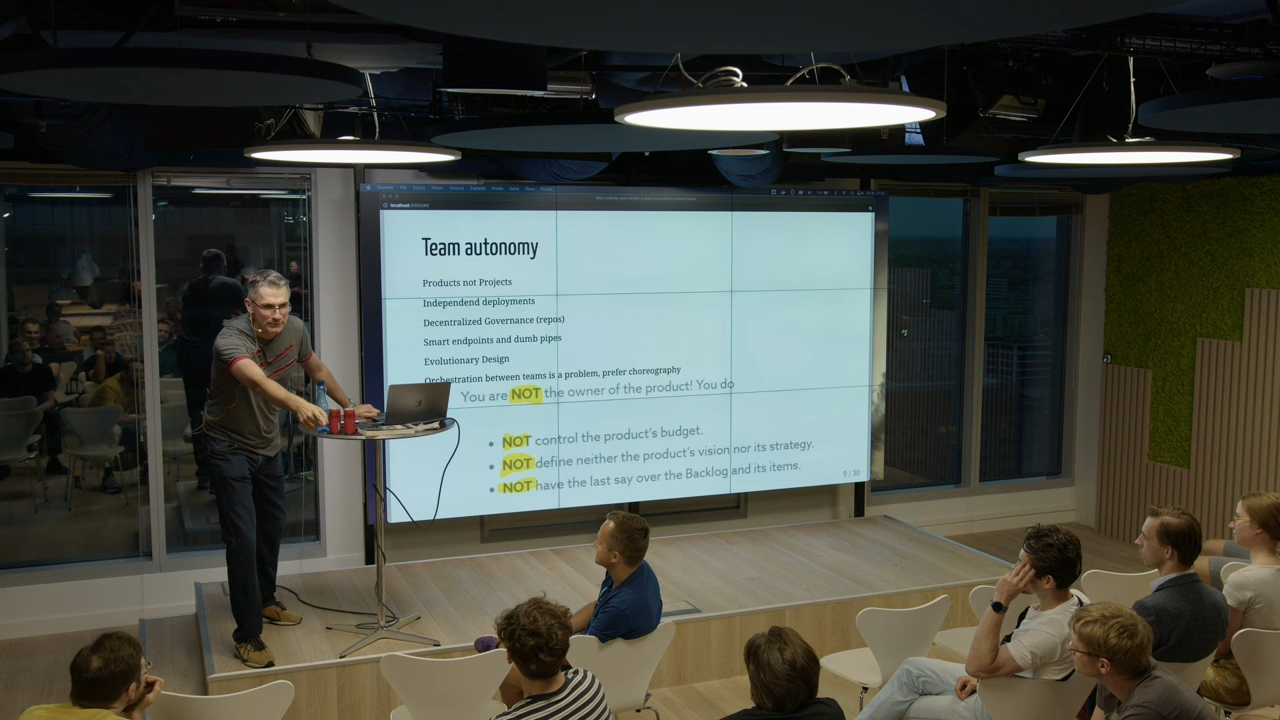 localhost
Team autonomy
Products not Projects
Independend deployments
Decentralized Governance (repos)
Smart endpoints and dumb pipes
Evolutionary Design
Orchestration between teams is a problem, prefer choreography
You are NOT the owner of the product! You do
• NOT control the product's budget.
• NOT define neither the product's vision nor its strategy.
• NOT have the last say over the Backlog and its items.
9 / 30